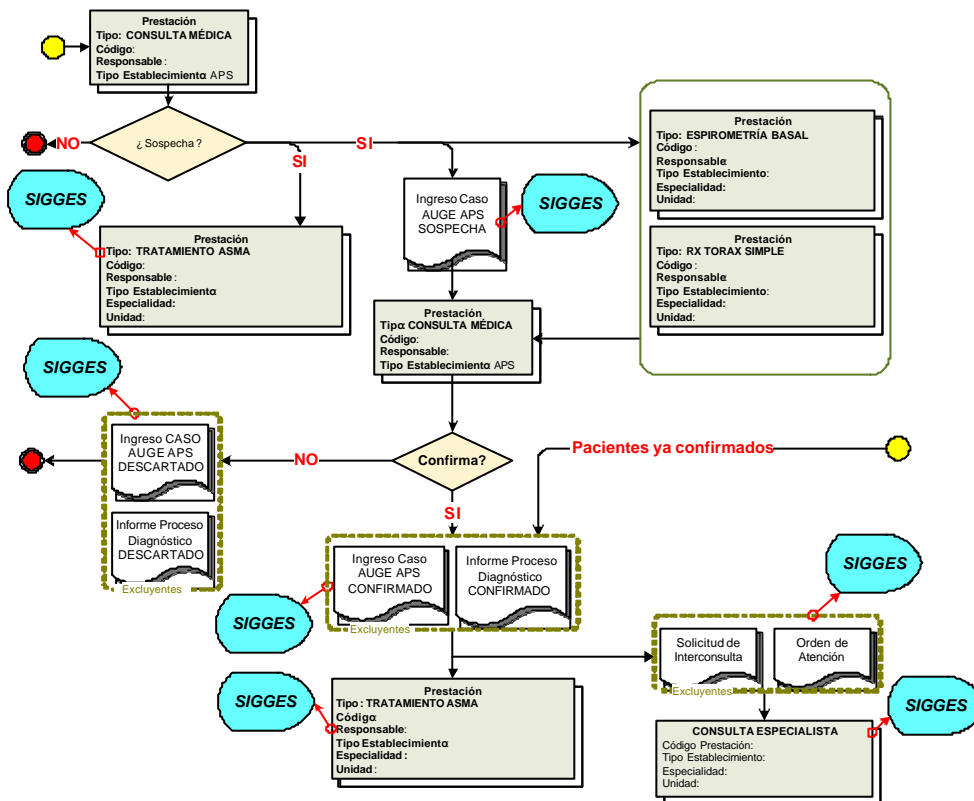 Prestación
Tipo: CONSULTA MÉDICA
Código:
Responsable :
Tipo Establecimiento: APS
¿ Sospecha ?
NO
SI
SI
Prestación
Tipo: ESPIROMETRÍA BASAL
Código :
Responsable:
Tipo Establecimiento:
Especialidad:
Unidad:
Prestación
Tipo: RX TORAX SIMPLE
Código :
Responsable:
Tipo Establecimiento:
Especialidad:
Unidad:
SIGGES
Ingreso Caso
AUGE APS
SOSPECHA
SIGGES
Prestación
Tipo: TRATAMIENTO ASMA
Código:
Responsable :
Tipo Establecimiento:
Especialidad:
Unidad:
Prestación
Tipo: CONSULTA MÉDICA
Código:
Responsable:
Tipo Establecimiento: APS
SIGGES
Ingreso CASO
AUGE APS
DESCARTADO
Informe Proceso
Diagnóstico
DESCARTADO
Excluyentes
NO
Confirma?
SI
Pacientes ya confirmados
Ingreso Caso
AUGE APS
CONFIRMADO
Informe Proceso
Diagnóstico
CONFIRMADO
Excluyentes
SIGGES
SIGGES
Solicitud de
Interconsulta
Orden de
Atención
Excluyentes
SIGGES
Prestación
Tipo : TRATAMIENTO ASMA
Código:
Responsable:
Tipo Establecimiento:
Especialidad :
Unidad :
SIGGES
CONSULTA ESPECIALISTA
Código Prestación:
Tipo Establecimiento:
Especialidad:
Unidad: